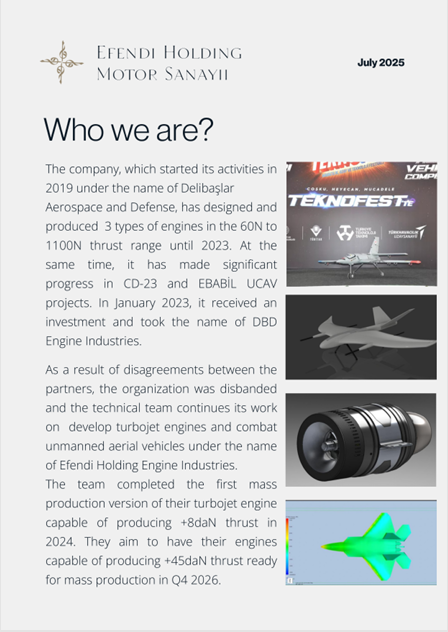 EFENDI HOLDING
MOTOR SANAYII
July 2025
Who we are?
The company, which started its activities in
2019 under the name of Delibaşlar
Aerospace and Defense, has designed and
produced 3 types of engines in the 60N to
1100N thrust range until 2023. At the
same time, it has made significant
progress in CD-23 and EBABİL UCAV
projects. In January 2023, it received an
investment and took the name of DBD
Engine Industries.
As a result of disagreements between the
partners, the organization was disbanded
and the technical team continues its work
on develop turbojet engines and combat
unmanned aerial vehicles under the name
of Efendi Holding Engine Industries.
The team completed the first mass
production version of their turbojet engine
capable of producing +8daN thrust in
2024. They aim to have their engines
capable of producing +45daN thrust ready
for mass production in Q4 2026.
COŞKU, HEYECAN, MÜCADELE
TEKNOFEST